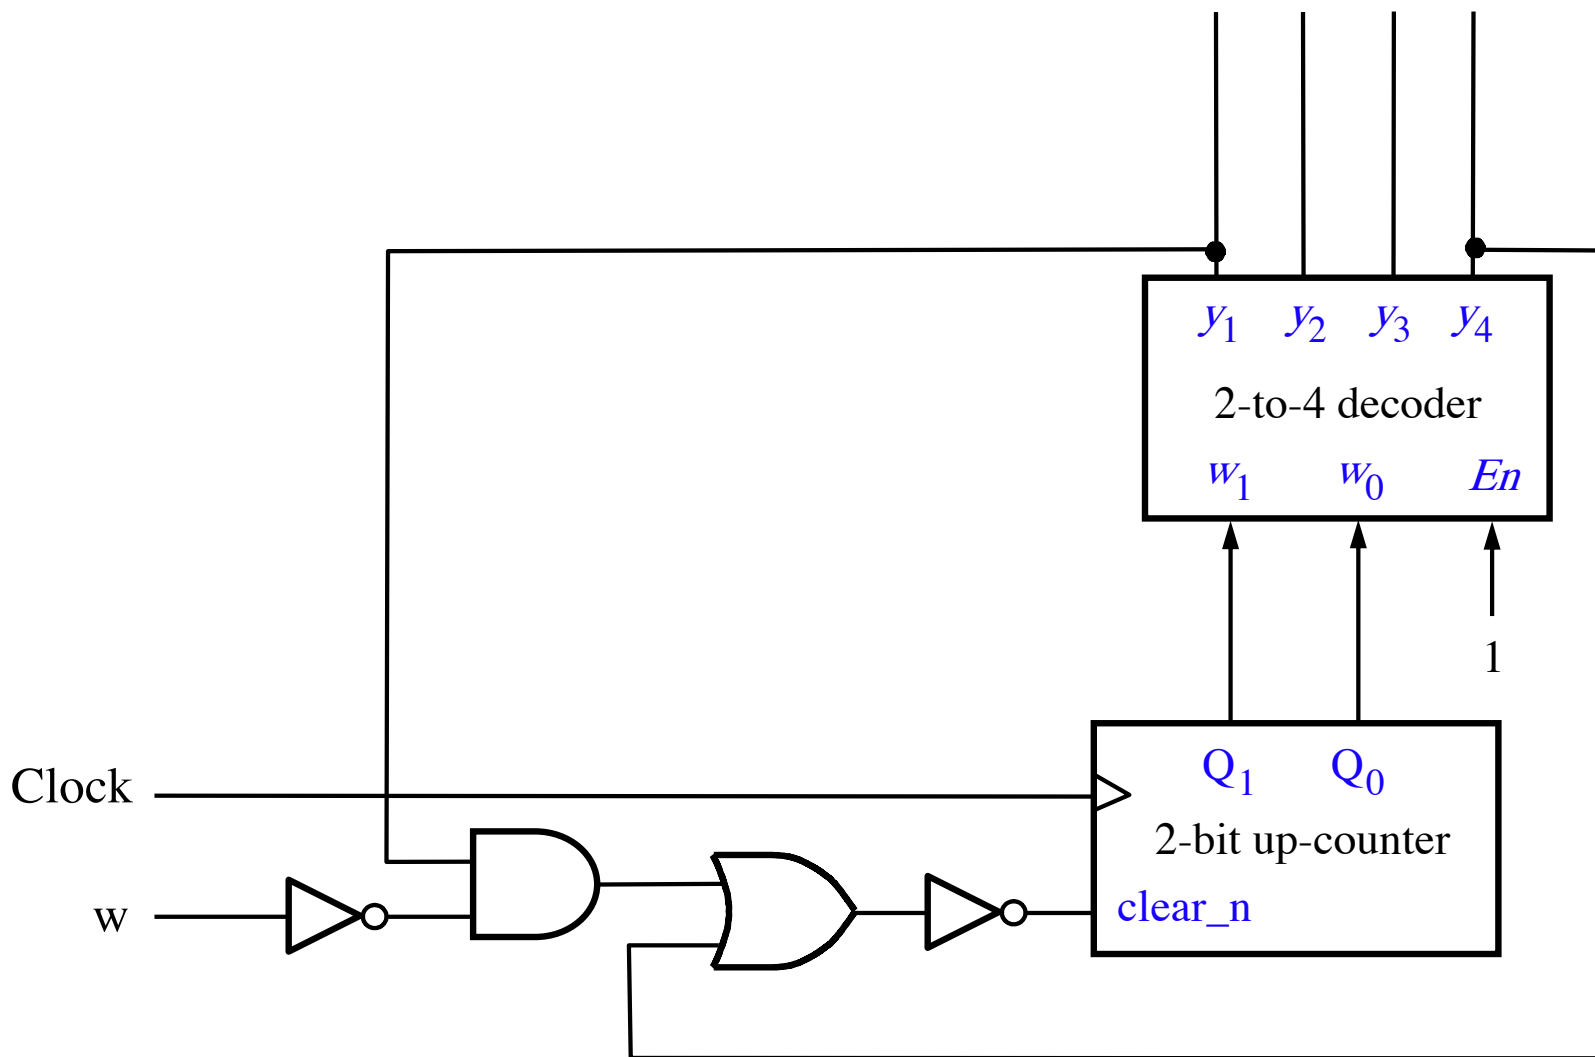 y1 y2 y3 y4
2-to-4 decoder
w1 w0 En
1
Clock
Q1 Q0
2-bit up-counter
w
clear_n